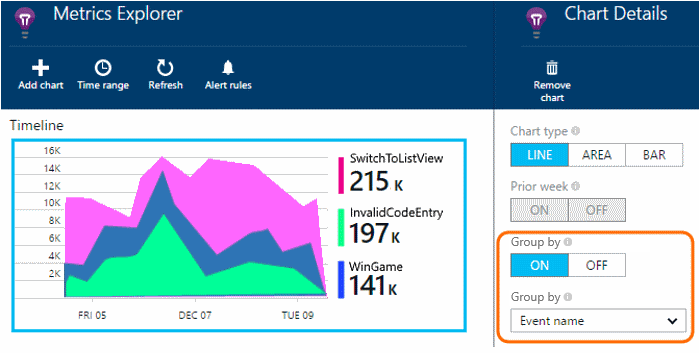 Metrics Explorer
Add chart
Time range
Refresh
Alert rules
Timeline
16K
14K
12K
10K
8K
6K
4K
2K
FRI 05
DEC 07
TUE 09
SwitchToListView
215 K
InvalidCodeEntry
197 K
WinGame
141 K
Chart Details
Remove
chart
Chart type
LINE AREA BAR
Prior week
ON OFF
Group by
ON OFF
Group by
Event name